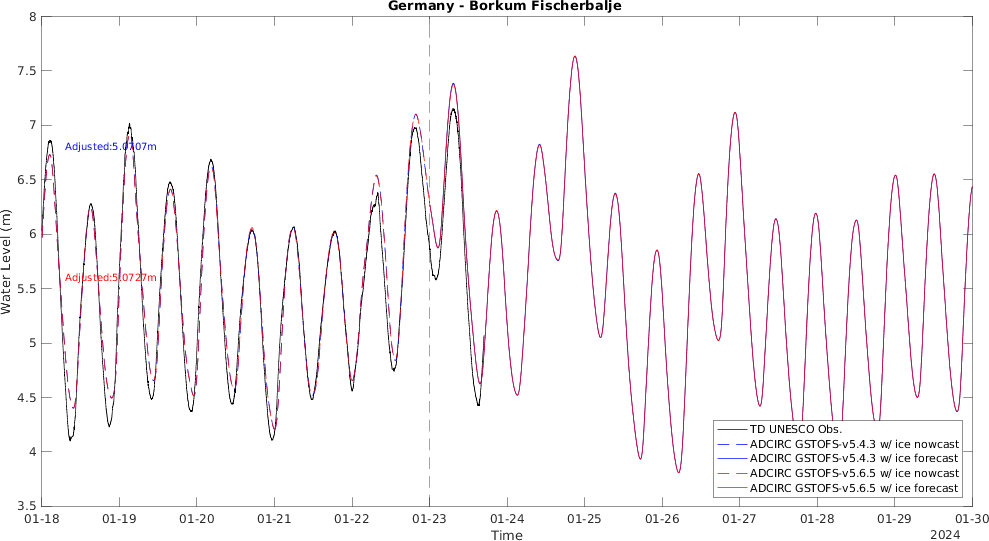 Germany - Borkum Fischerbalje
8
7.5
7
6.5
6
5.5
5
4.5
4
3.5
Water Level (m)
Adjusted:5.0707m
Adjusted:5.0727m
TD UNESCO Obs.
ADCIRC GSTOFS-v5.4.3 w/ ice nowcast
ADCIRC GSTOFS-v5.4.3 w/ ice forecast
ADCIRC GSTOFS-v5.6.5 w/ ice nowcast
ADCIRC GSTOFS-v5.6.5 w/ ice forecast
01-18 01-19 01-20 01-21 01-22 01-23 01-24 01-25 01-26 01-27 01-28 01-29 01-30
Time
2024